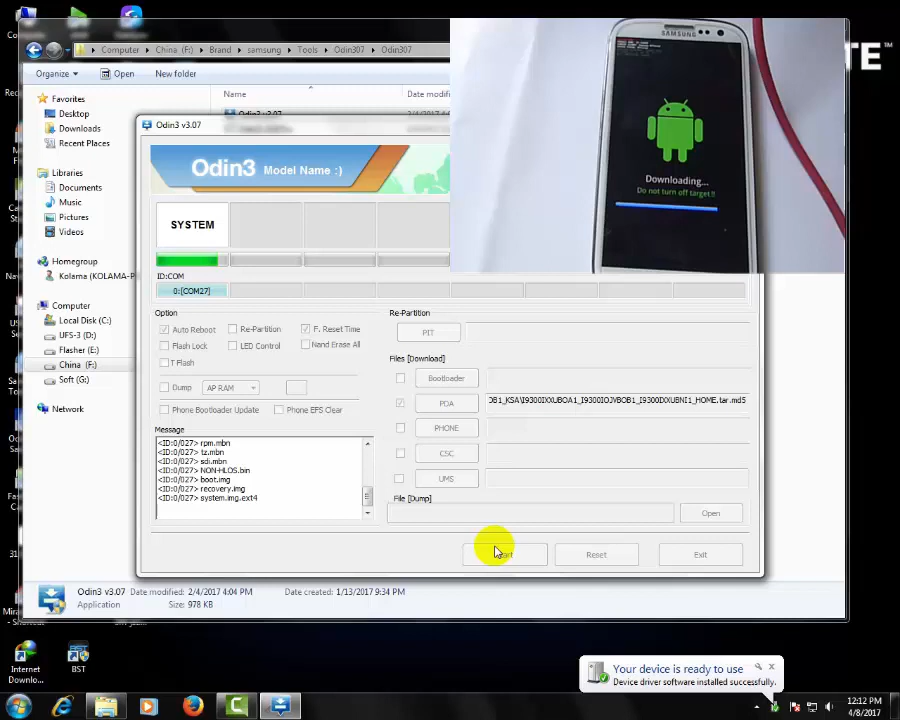 Computer ▸ China (F:) ▸ Brand ▸ samsung ▸ Tools ▸ Odin307 ▸ Odin307
Organize ▾ Open New folder
Name
Date modifi
Favorites
Desktop
Downloads
Recent Places
Libraries
Documents
Music
Pictures
Videos
Homegroup
Kolama (KOLAMA-P
Computer
Local Disk (C:)
UFS-3 (D:)
Flasher (E:)
China (F:)
Soft (G:)
Network
Odin3 v3.07
Odin3 Model Name :)
SYSTEM
ID:COM
0:[COM27]
Option
Auto Reboot
Re-Partition
F. Reset Time
Flash Lock
LED Control
Nand Erase All
T Flash
Dump
AP RAM
Phone Bootloader Update
Phone EFS Clear
Message
<ID:0/027> rpm.mbn
<ID:0/027> tz.mbn
<ID:0/027> sdi.mbn
<ID:0/027> NON-HLOS.bin
<ID:0/027> boot.img
<ID:0/027> recovery.img
<ID:0/027> system.img.ext4
Re-Partition
PIT
Files [Download]
Bootloader
PDA
OB1_KSA\I9300IXXUBOA1_I9300IOJVBOB1_I9300IXXUBNI1_HOME.tar.md5
PHONE
CSC
UMS
File [Dump]
Open
Reset
Exit
SAMSUNG
Downloading...
Do not turn off target!!
TE™
Odin3 v3.07 Date modified: 2/4/2017 4:04 PM
Date created: 1/13/2017 9:34 PM
Application
Size: 978 KB
Internet
Downlo...
BST
Your device is ready to use
Device driver software installed successfully.
12:12 PM
4/8/2017